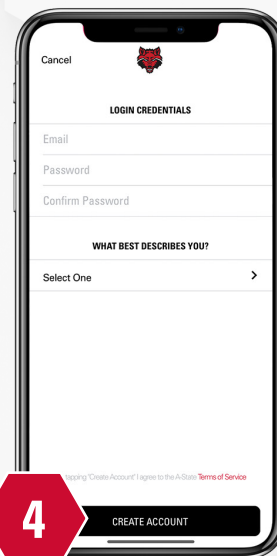 Cancel
LOGIN CREDENTIALS
Email
Password
Confirm Password
WHAT BEST DESCRIBES YOU?
Select One
tapping "Create Account" I agree to the A-State Terms of Service
4
CREATE ACCOUNT